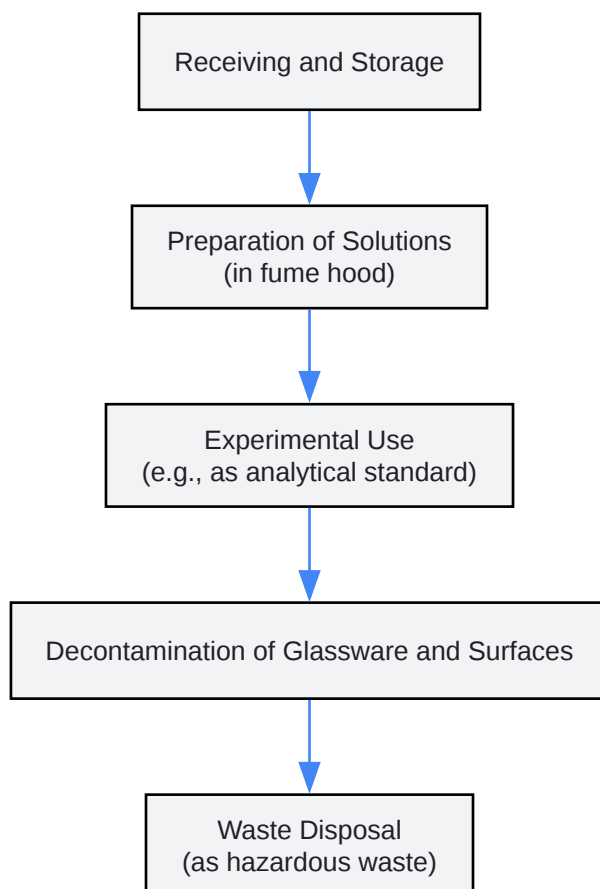 Receiving and Storage
Preparation of Solutions
(in fume hood)
Experimental Use
(e.g., as analytical standard)
Decontamination of Glassware and Surfaces
Waste Disposal
(as hazardous waste)